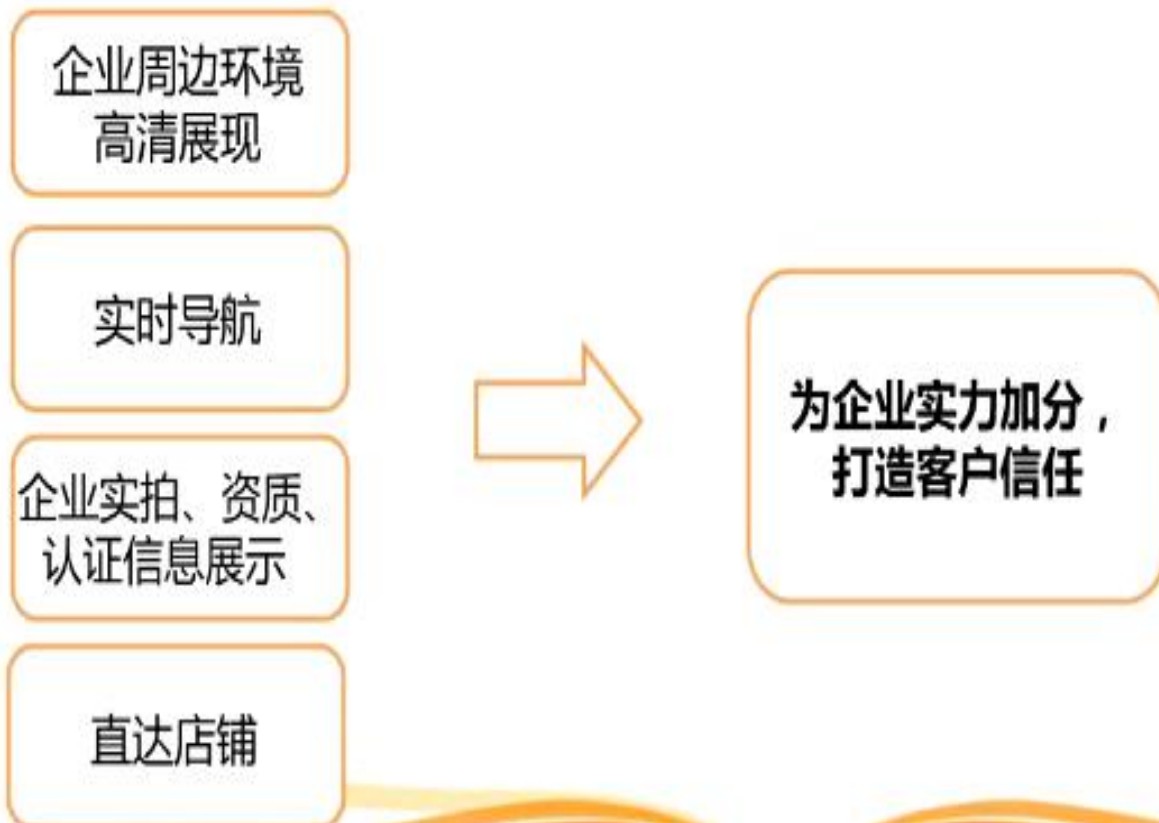 企业周边环境
高清展现
实时导航
企业实拍、资质、
认证信息展示
直达店铺
为企业实力加分，
打造客户信任